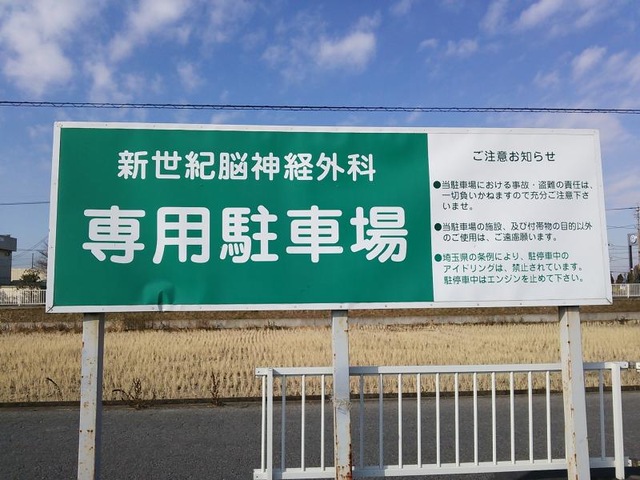 新世紀脳神経外科
専用駐車場
ご注意お知らせ
●当駐車場における事故・盗難の責任は、
一切負いかねますので充分ご注意下さ
いませ。
●当駐車場の施設、及び付帯物の目的以外
のご使用は、ご遠慮願います。
●埼玉県の条例により、駐停車中の
アイドリングは、禁止されています。
駐停車中はエンジンを止めて下さい。